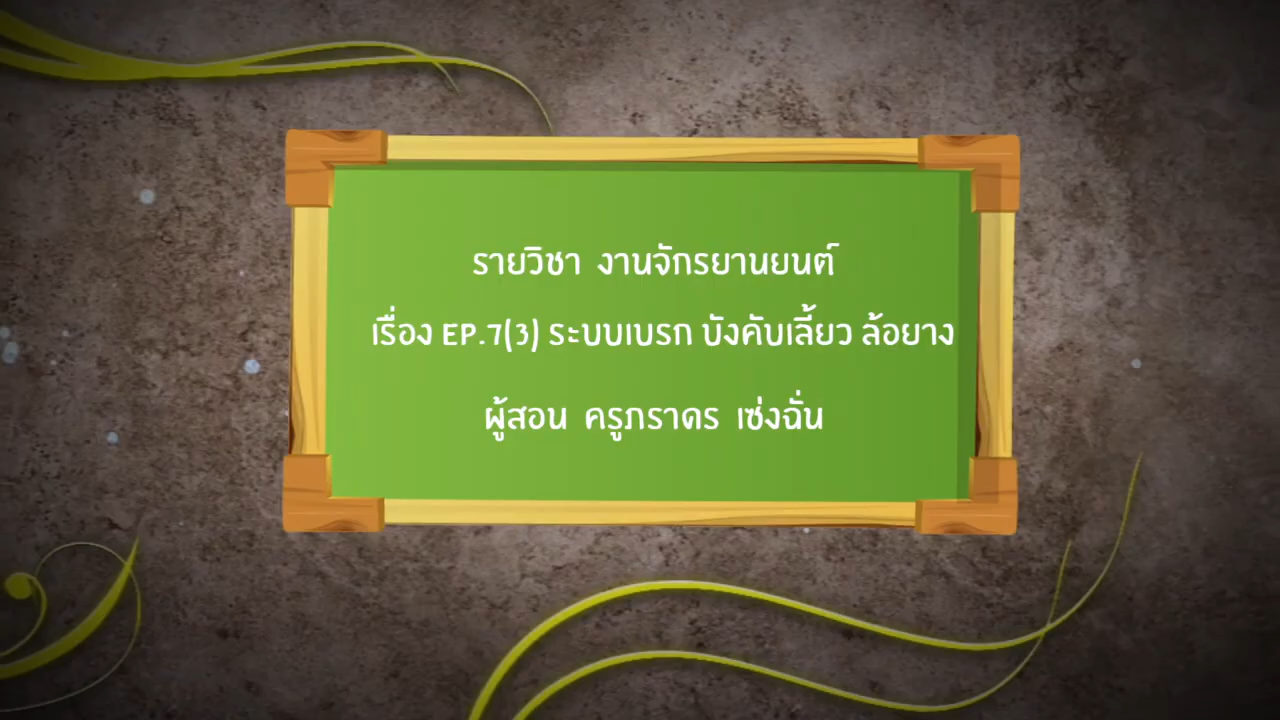 รายวิชา งานจักรยานยนต์
เรื่อง EP.7(3) ระบบเบรก บังคับเลี้ยว ล้อยาง
ผู้สอน ครูภราดร เซ่งฉั่น